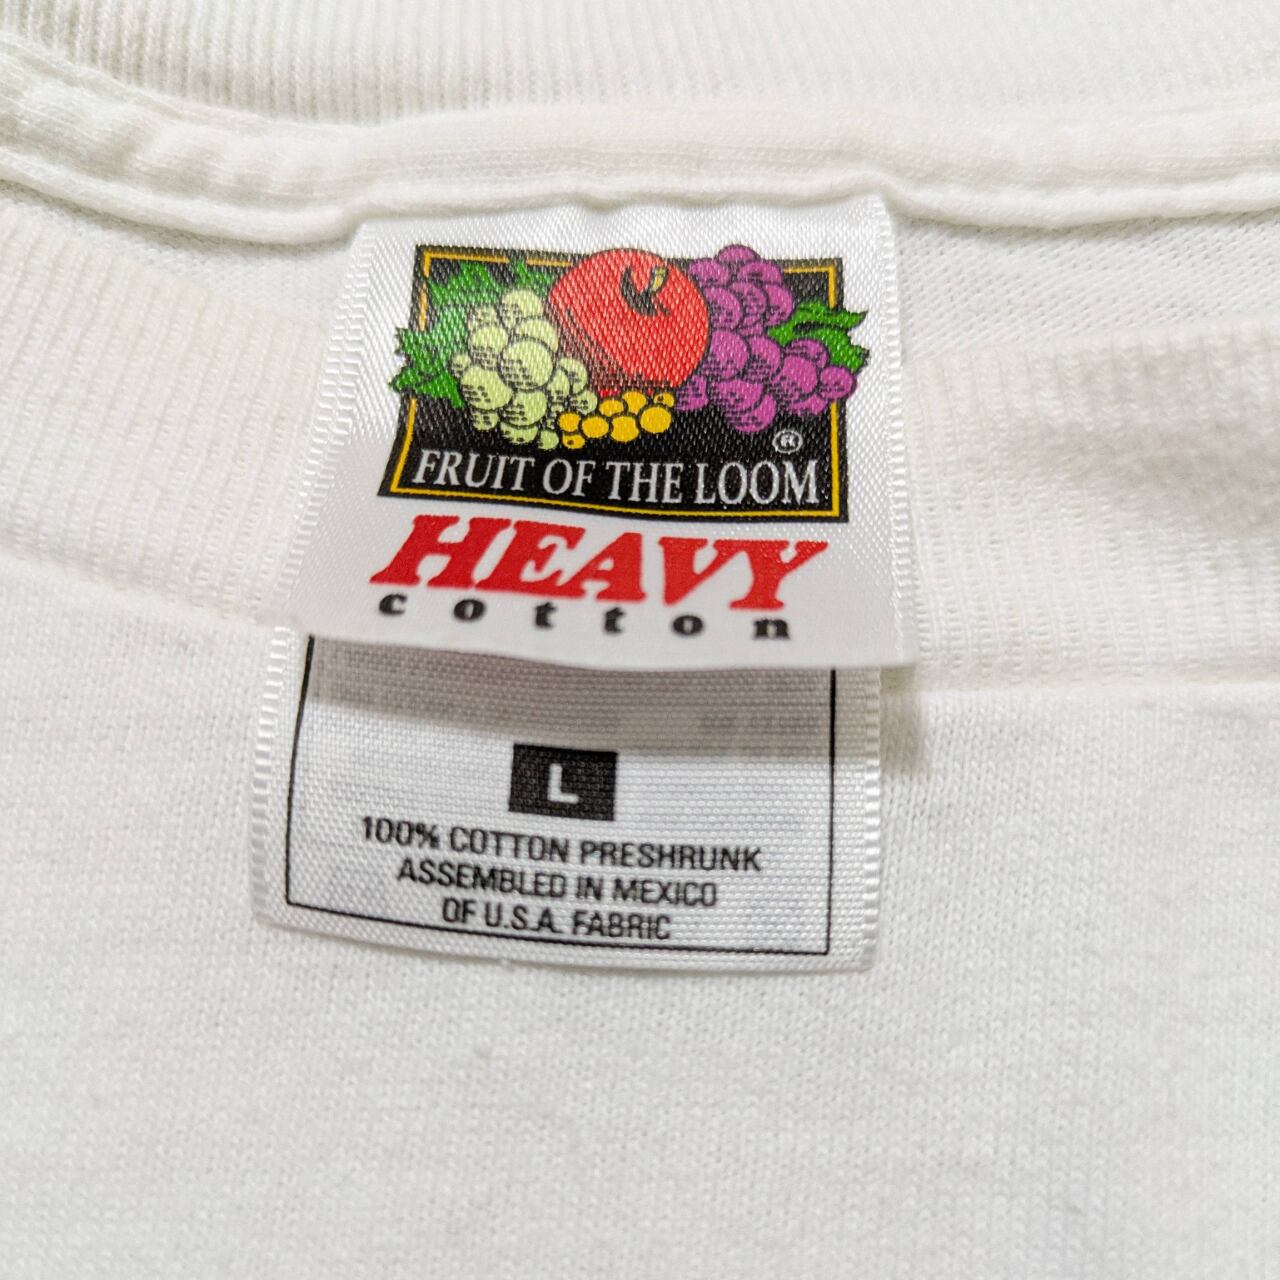 ®
FRUIT OF THE LOOM
HEAVY
cotton
L
100% COTTON PRESHRUNK
ASSEMBLED IN MEXICO
OF U.S.A. FABRIC